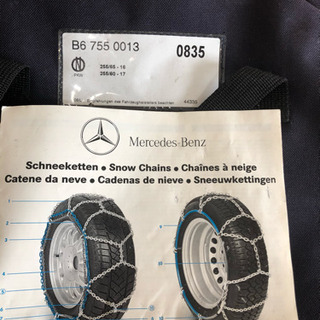 B6 755 0013 0835
255/65 - 16
255/60 - 17
Mercedes-Benz
Schneeketten • Snow Chains • Chaînes à neige
Catene da neve • Cadenas de nieve • Sneeuwkettingen